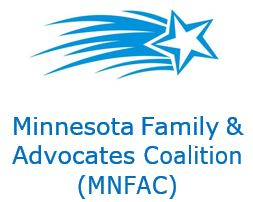 Minnesota Family &
Advocates Coalition
(MNFAC)